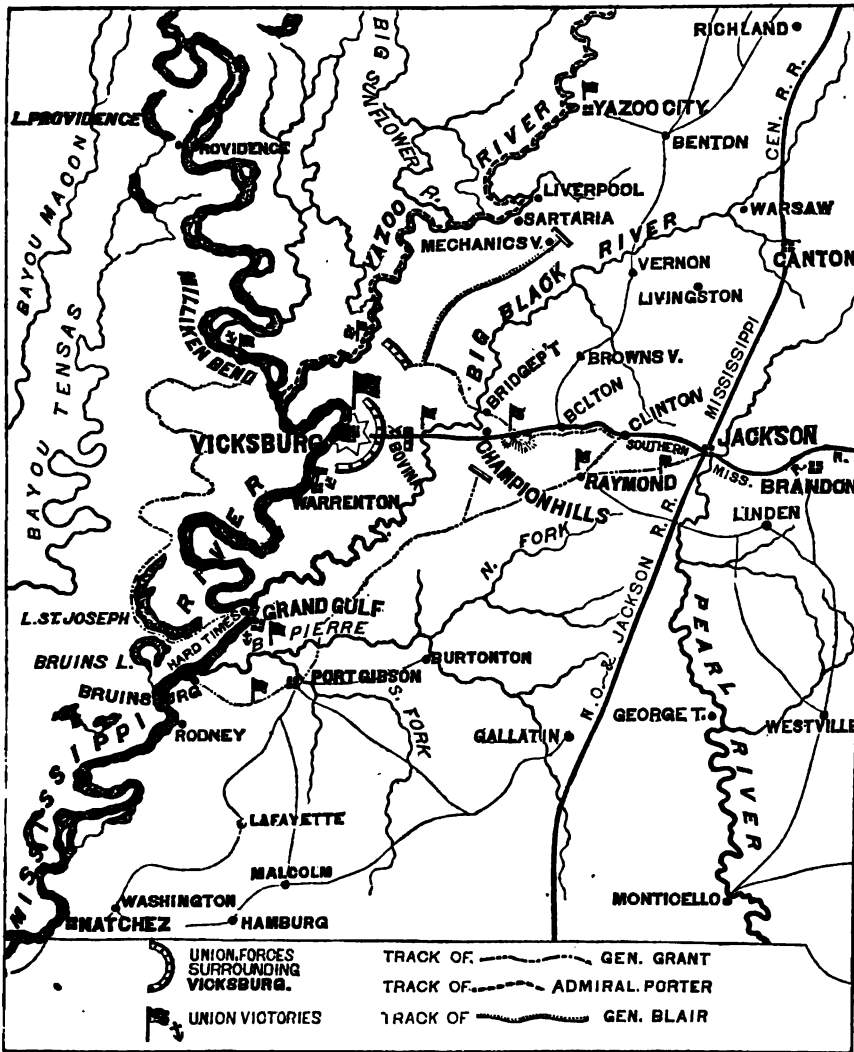 RICHLAND
BIG SUNFLOWER R.
L. PROVIDENCE
PROVIDENCE
YAZOO CITY
BENTON
CEN. R. R.
BAYOU MACON
YAZOO RIVER
LIVERPOOL
SARTARIA
WARSAW
MECHANICSV.
BIG BLACK RIVER
CANTON
VERNON
LIVINGSTON
MILLIKEN BEND
BAYOU TENSAS
BRIDGEP'T
BROWNS V.
MISSISSIPPI
BOLTON
CLINTON
VICKSBURG
BOVINA
SOUTHERN
JACKSON
CHAMPION HILLS
RAYMOND
MISS.
R. R.
BRANDON
WARRENTON
LINDEN
N. FORK
RIVER
L. ST. JOSEPH
HARD TIMES
GRAND GULF
B PIERRE
BRUINS L.
BURTONTON
N. O. & JACKSON R. R.
PEARL RIVER
BRUINSBURG
PORT GIBSON
S. FORK
MISSISSIPPI
RODNEY
GALLATIN
GEORGE T.
WESTVILLE
LAFAYETTE
MALCOLM
WASHINGTON
MONTICELLO
NATCHEZ
HAMBURG
UNION FORCES
SURROUNDING
VICKSBURG.
UNION VICTORIES
TRACK OF GEN. GRANT
TRACK OF ADMIRAL. PORTER
TRACK OF GEN. BLAIR